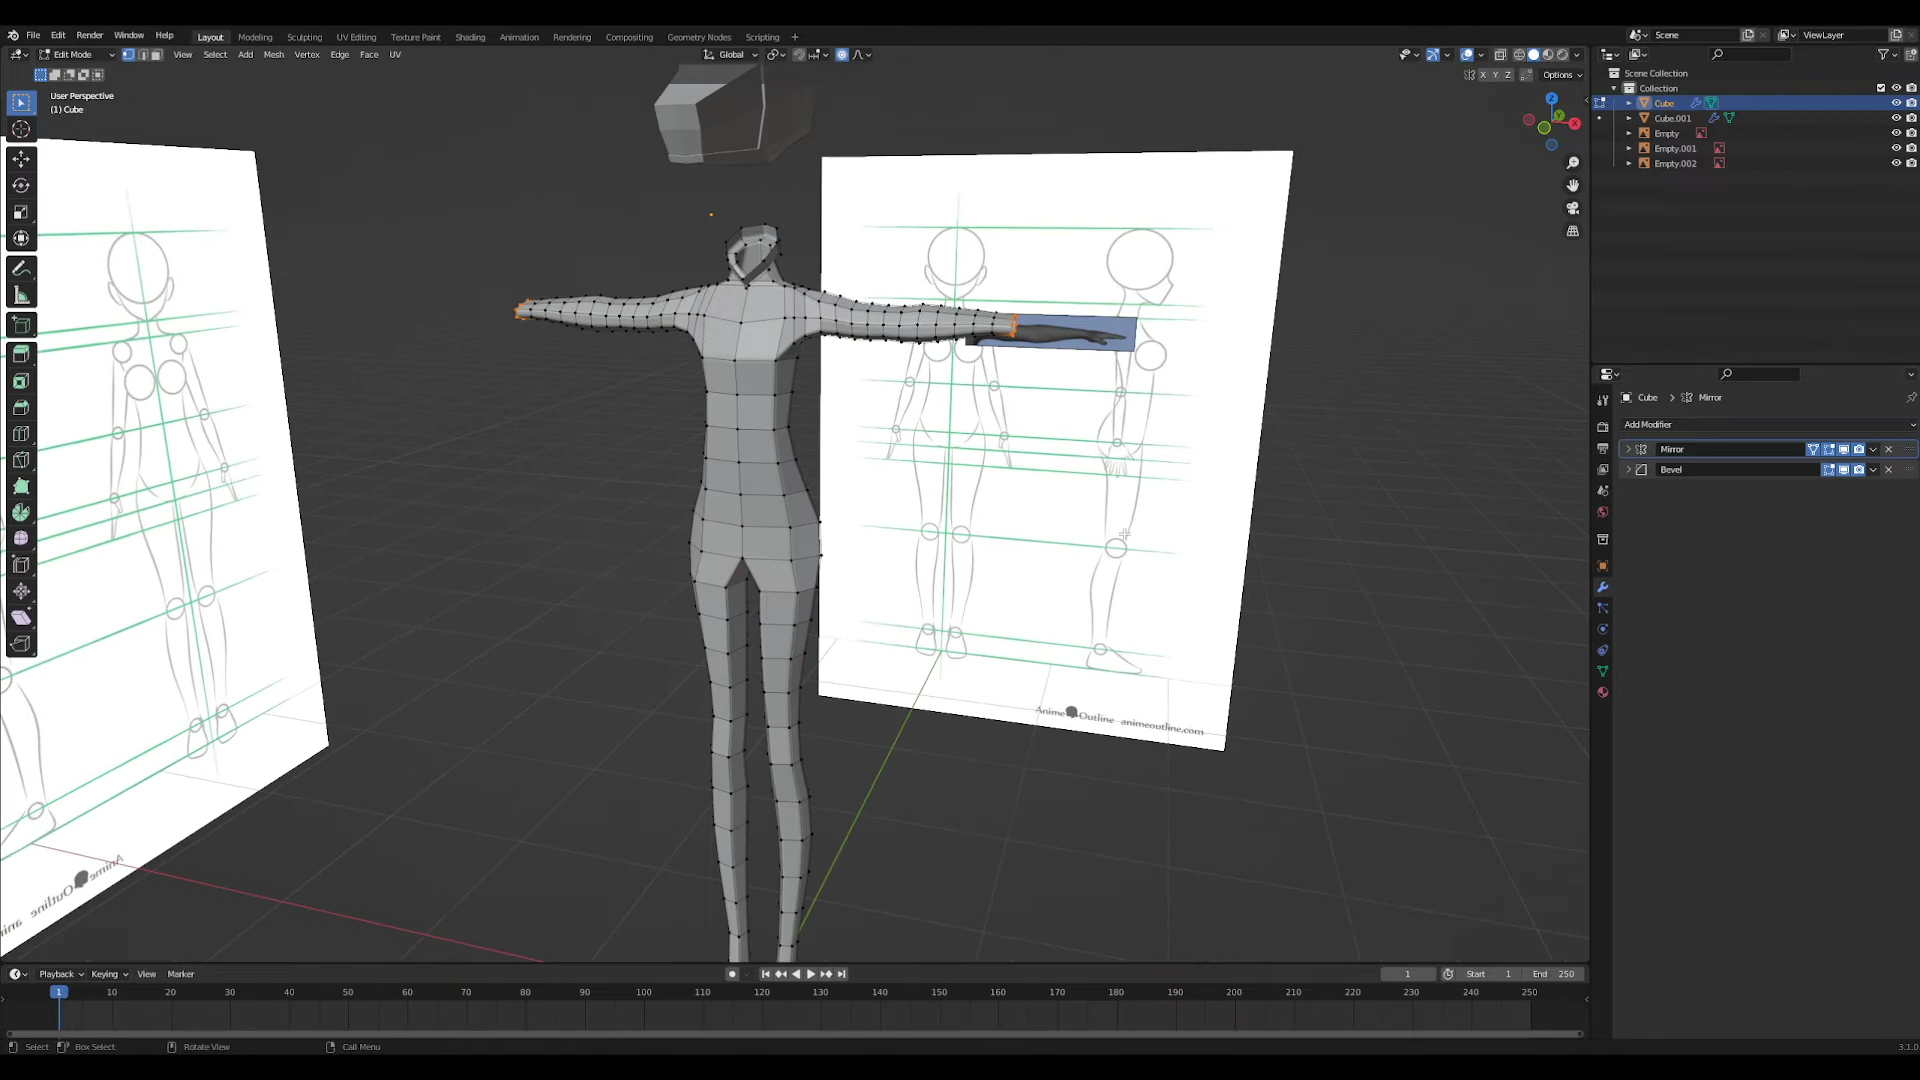 File Edit Render Window Help Layout Modeling Sculpting UV Editing Texture Paint Shading Animation Rendering Compositing Geometry Nodes Scripting + Scene ViewLayer
Edit Mode View Select Add Mesh Vertex Edge Face UV Global
X Y Z Options
User Perspective
(1) Cube
Scene Collection
Collection
Cube
Cube.001
Empty
Empty.001
Empty.002
Cube > Mirror
Add Modifier
Mirror
Bevel
Z
Y
X
Anime Outline animeoutline.com
Anime Outline
Playback Keying View Marker 1 Start 1 End 250
1 10 20 30 40 50 60 70 80 90 100 110 120 130 140 150 160 170 180 190 200 210 220 230 240 250
Select Box Select Rotate View Call Menu 3.1.0